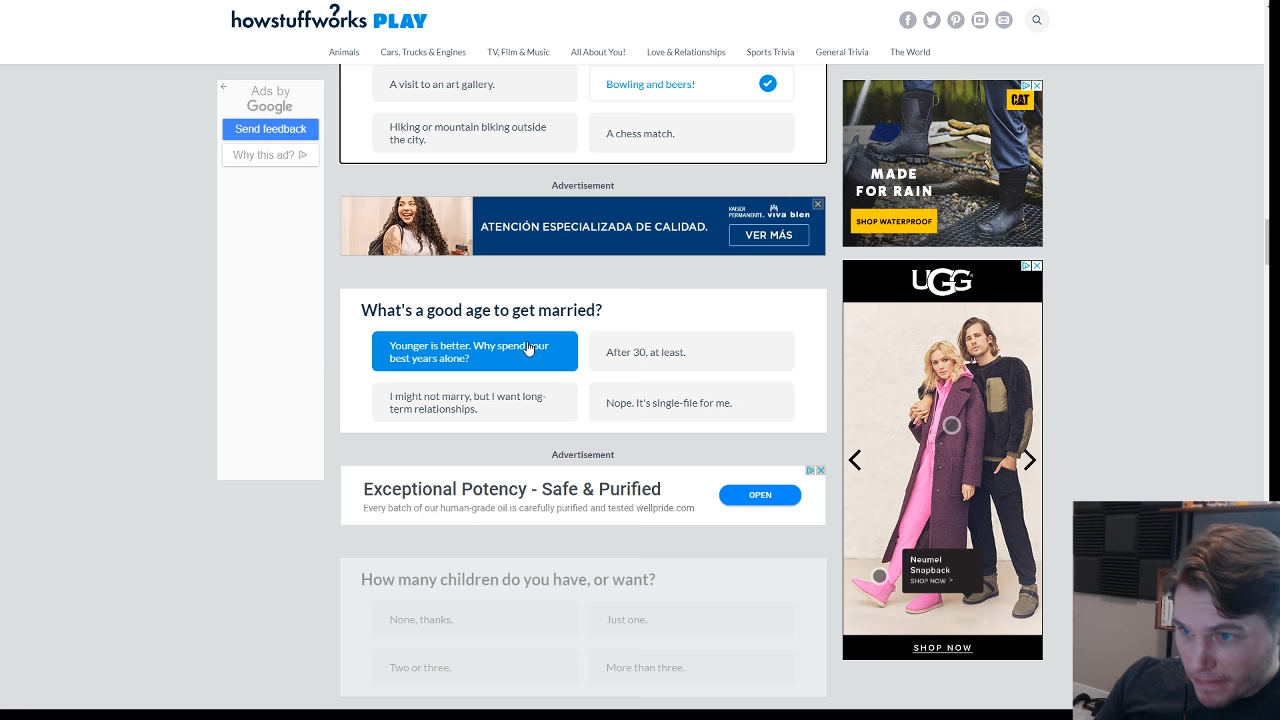 howstuffworks PLAY
Animals
Cars, Trucks & Engines
TV, Film & Music
All About You!
Love & Relationships
Sports Trivia
General Trivia
The World
Ads by
Google
Send feedback
Why this ad?
A visit to an art gallery.
Bowling and beers!
Hiking or mountain biking outside
the city.
A chess match.
Advertisement
ATENCIÓN ESPECIALIZADA DE CALIDAD.
KAISER
PERMANENTE. viva bien
VER MÁS
What's a good age to get married?
Younger is better. Why spend your
best years alone?
After 30, at least.
I might not marry, but I want long-
term relationships.
Nope. It's single-file for me.
Advertisement
Exceptional Potency - Safe & Purified
Every batch of our human-grade oil is carefully purified and tested wellpride.com
OPEN
How many children do you have, or want?
None, thanks.
Just one.
Two or three.
More than three.
CAT
MADE
FOR RAIN
SHOP WATERPROOF
UGG
Neumel
Snapback
SHOP NOW >
SHOP NOW